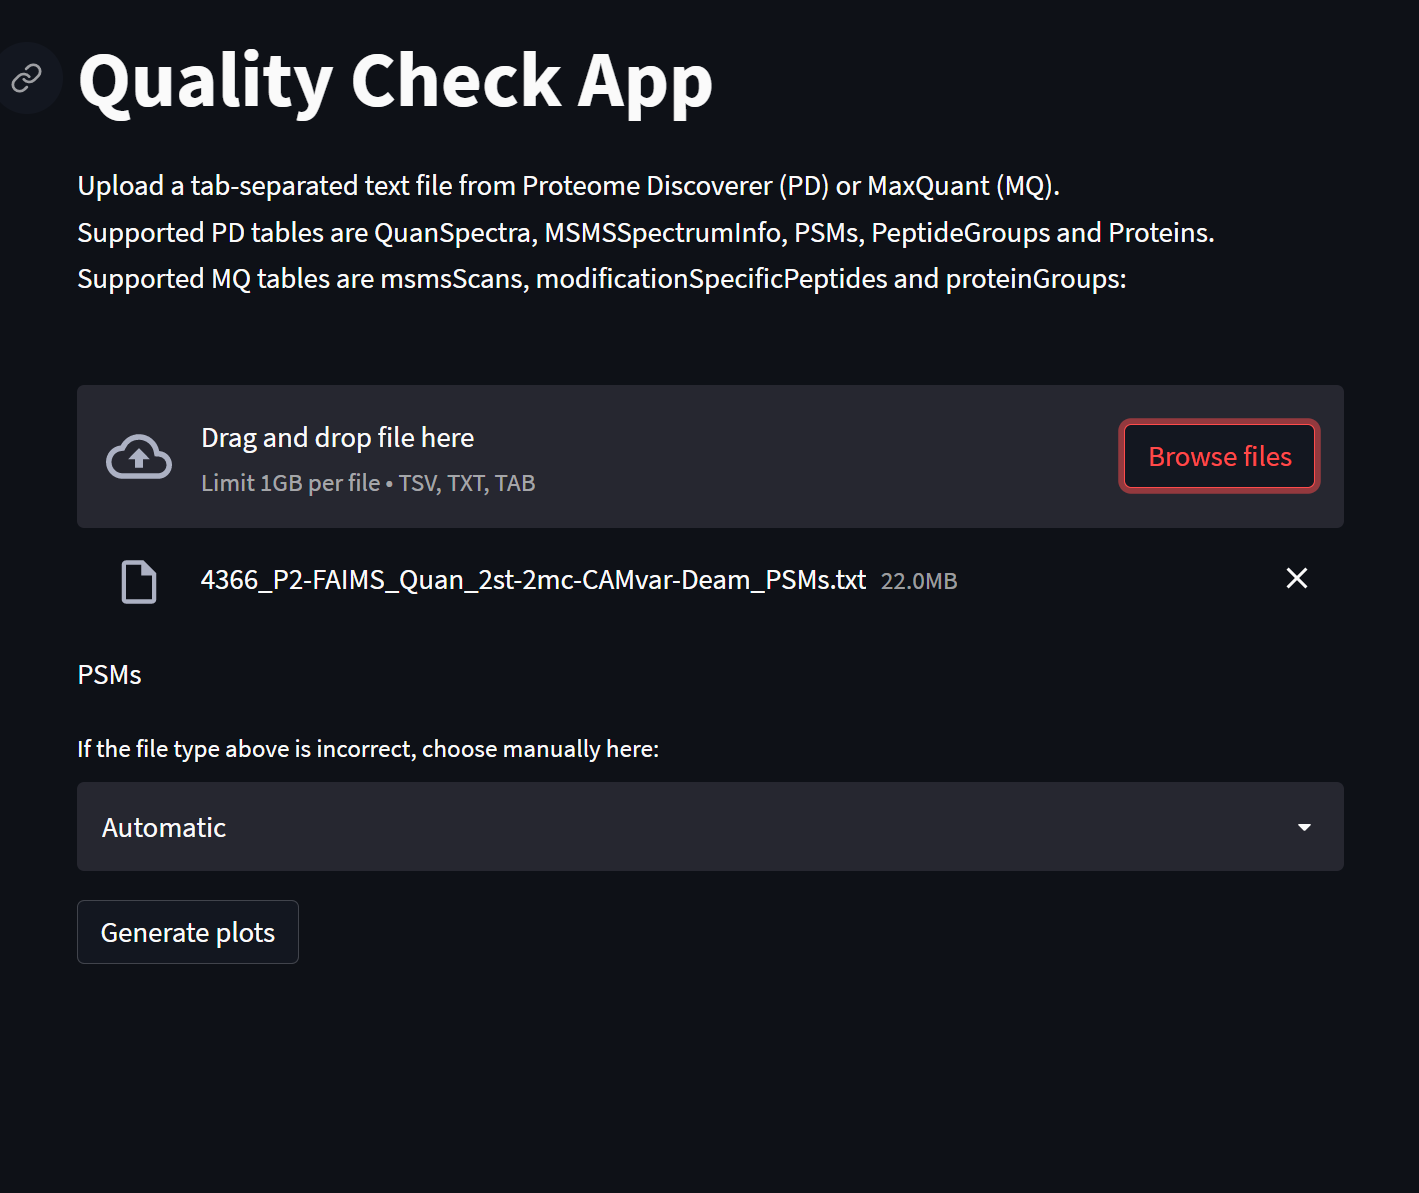 Quality Check App
Upload a tab-separated text file from Proteome Discoverer (PD) or MaxQuant (MQ).
Supported PD tables are QuanSpectra, MSMSSpectrumInfo, PSMs, PeptideGroups and Proteins.
Supported MQ tables are msmsScans, modificationSpecificPeptides and proteinGroups:
Drag and drop file here
Limit 1GB per file • TSV, TXT, TAB
Browse files
4366_P2-FAIMS_Quan_2st-2mc-CAMvar-Deam_PSMs.txt 22.0MB
PSMs
If the file type above is incorrect, choose manually here:
Automatic
Generate plots